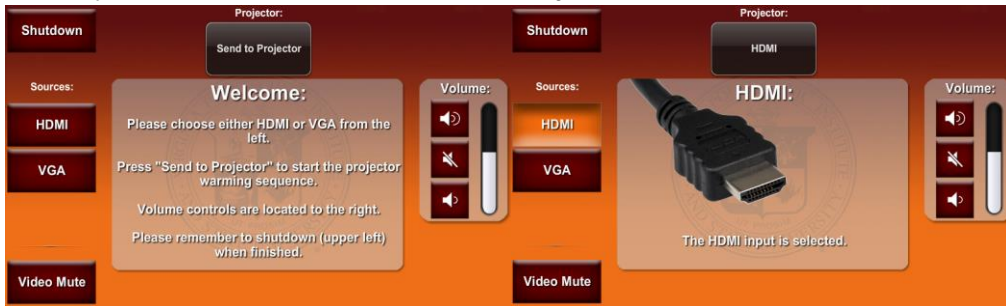 Shutdown
Projector:
Send to Projector
Sources:
HDMI
VGA
Video Mute
Welcome:
Please choose either HDMI or VGA from the
left.
Press "Send to Projector" to start the projector
warming sequence.
Volume controls are located to the right.
Please remember to shutdown (upper left)
when finished.
Volume:
Shutdown
Projector:
HDMI
Sources:
HDMI
VGA
Video Mute
HDMI:
The HDMI input is selected.
Volume: